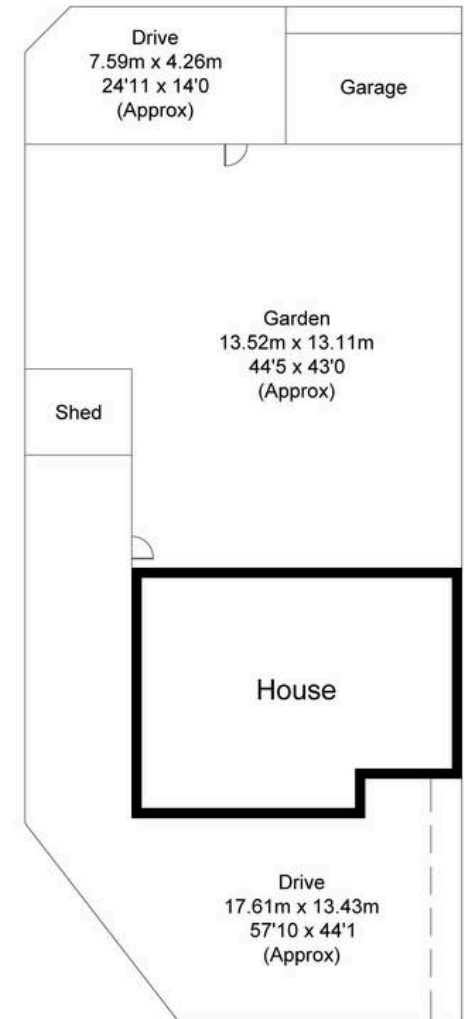 Drive
7.59m x 4.26m
24'11 x 14'0
(Approx)
Garage
Garden
13.52m x 13.11m
44'5 x 43'0
(Approx)
Shed
House
Drive
17.61m x 13.43m
57'10 x 44'1
(Approx)